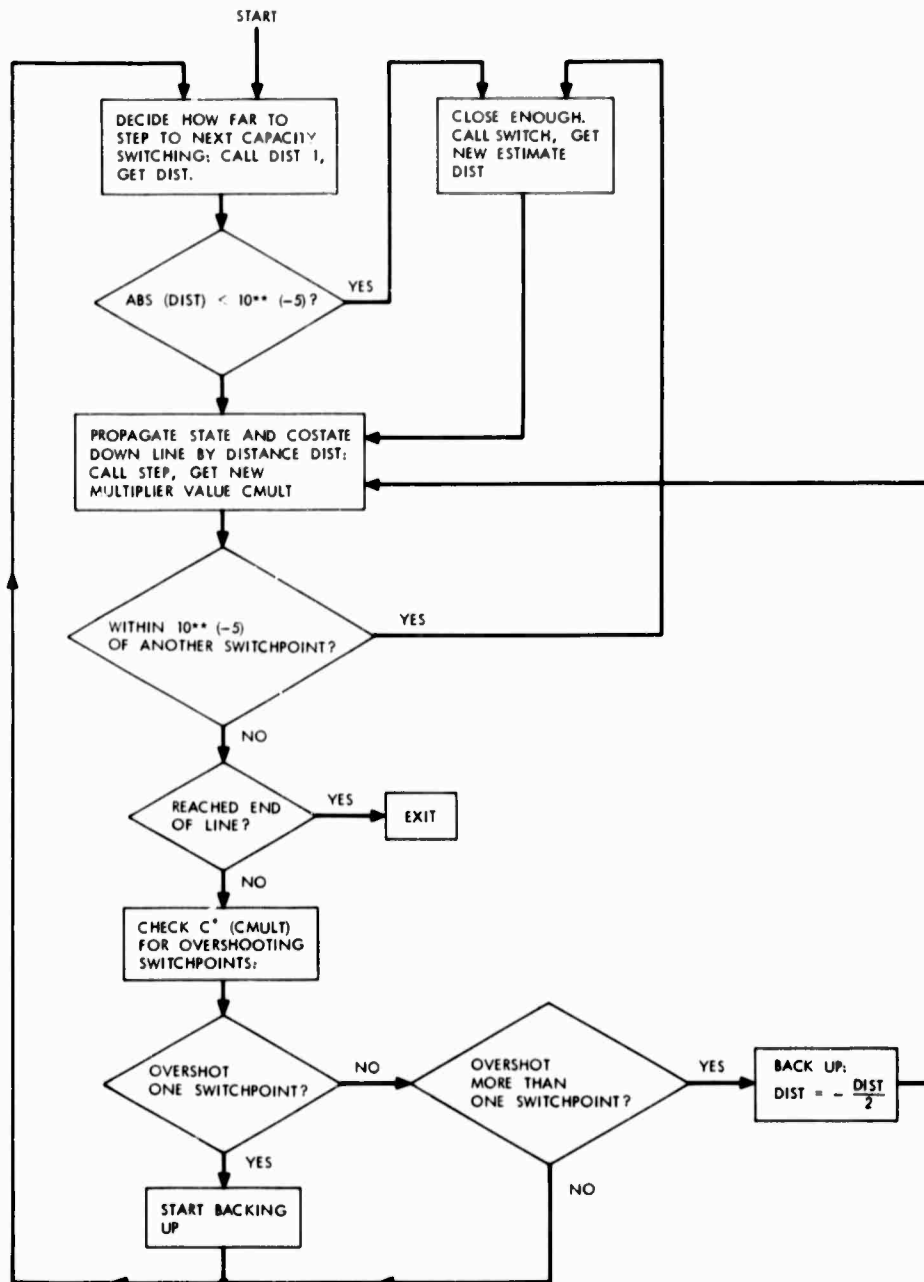 START
DECIDE HOW FAR TO
STEP TO NEXT CAPACITY
SWITCHING: CALL DIST 1,
GET DIST.
CLOSE ENOUGH.
CALL SWITCH, GET
NEW ESTIMATE
DIST
ABS (DIST) < 10** (-5)?
YES
PROPAGATE STATE AND COSTATE
DOWN LINE BY DISTANCE DIST:
CALL STEP, GET NEW
MULTIPLIER VALUE CMULT
WITHIN 10** (-5)
OF ANOTHER SWITCHPOINT?
YES
NO
REACHED END
OF LINE?
YES
EXIT
NO
CHECK C* (CMULT)
FOR OVERSHOOTING
SWITCHPOINTS:
OVERSHOT
ONE SWITCHPOINT?
NO
OVERSHOT
MORE THAN
ONE SWITCHPOINT?
YES
BACK UP:
DIST = - DIST/2
YES
NO
START BACKING
UP